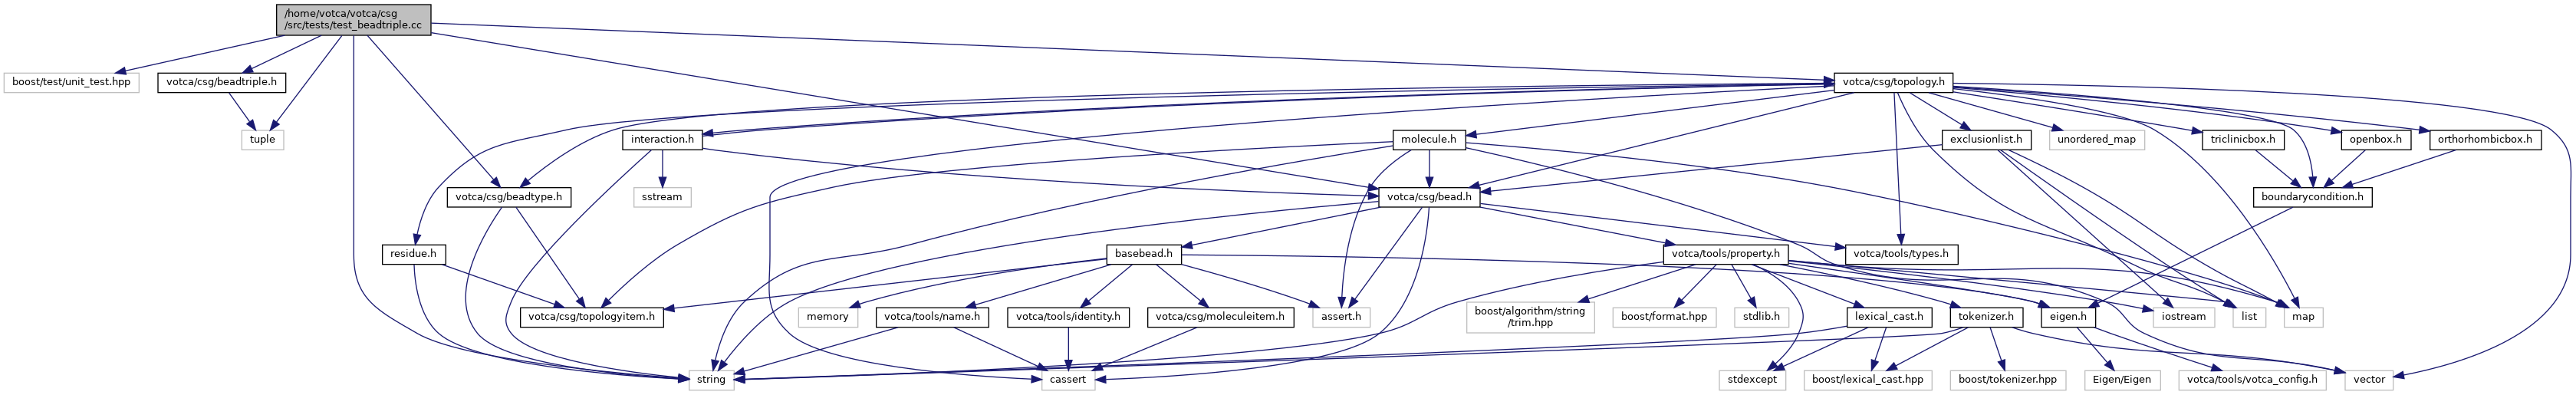 /home/votca/votca/csg
/src/tests/test_beadtriple.cc
boost/test/unit_test.hpp
votca/csg/beadtriple.h
votca/csg/topology.h
tuple
interaction.h
molecule.h
exclusionlist.h
unordered_map
triclinicbox.h
openbox.h
orthorhombicbox.h
votca/csg/beadtype.h
sstream
votca/csg/bead.h
boundarycondition.h
residue.h
basebead.h
votca/tools/property.h
votca/tools/types.h
votca/csg/topologyitem.h
memory
votca/tools/name.h
votca/tools/identity.h
votca/csg/moleculeitem.h
assert.h
boost/algorithm/string
/trim.hpp
boost/format.hpp
stdlib.h
lexical_cast.h
tokenizer.h
eigen.h
iostream
list
map
string
cassert
stdexcept
boost/lexical_cast.hpp
boost/tokenizer.hpp
Eigen/Eigen
votca/tools/votca_config.h
vector